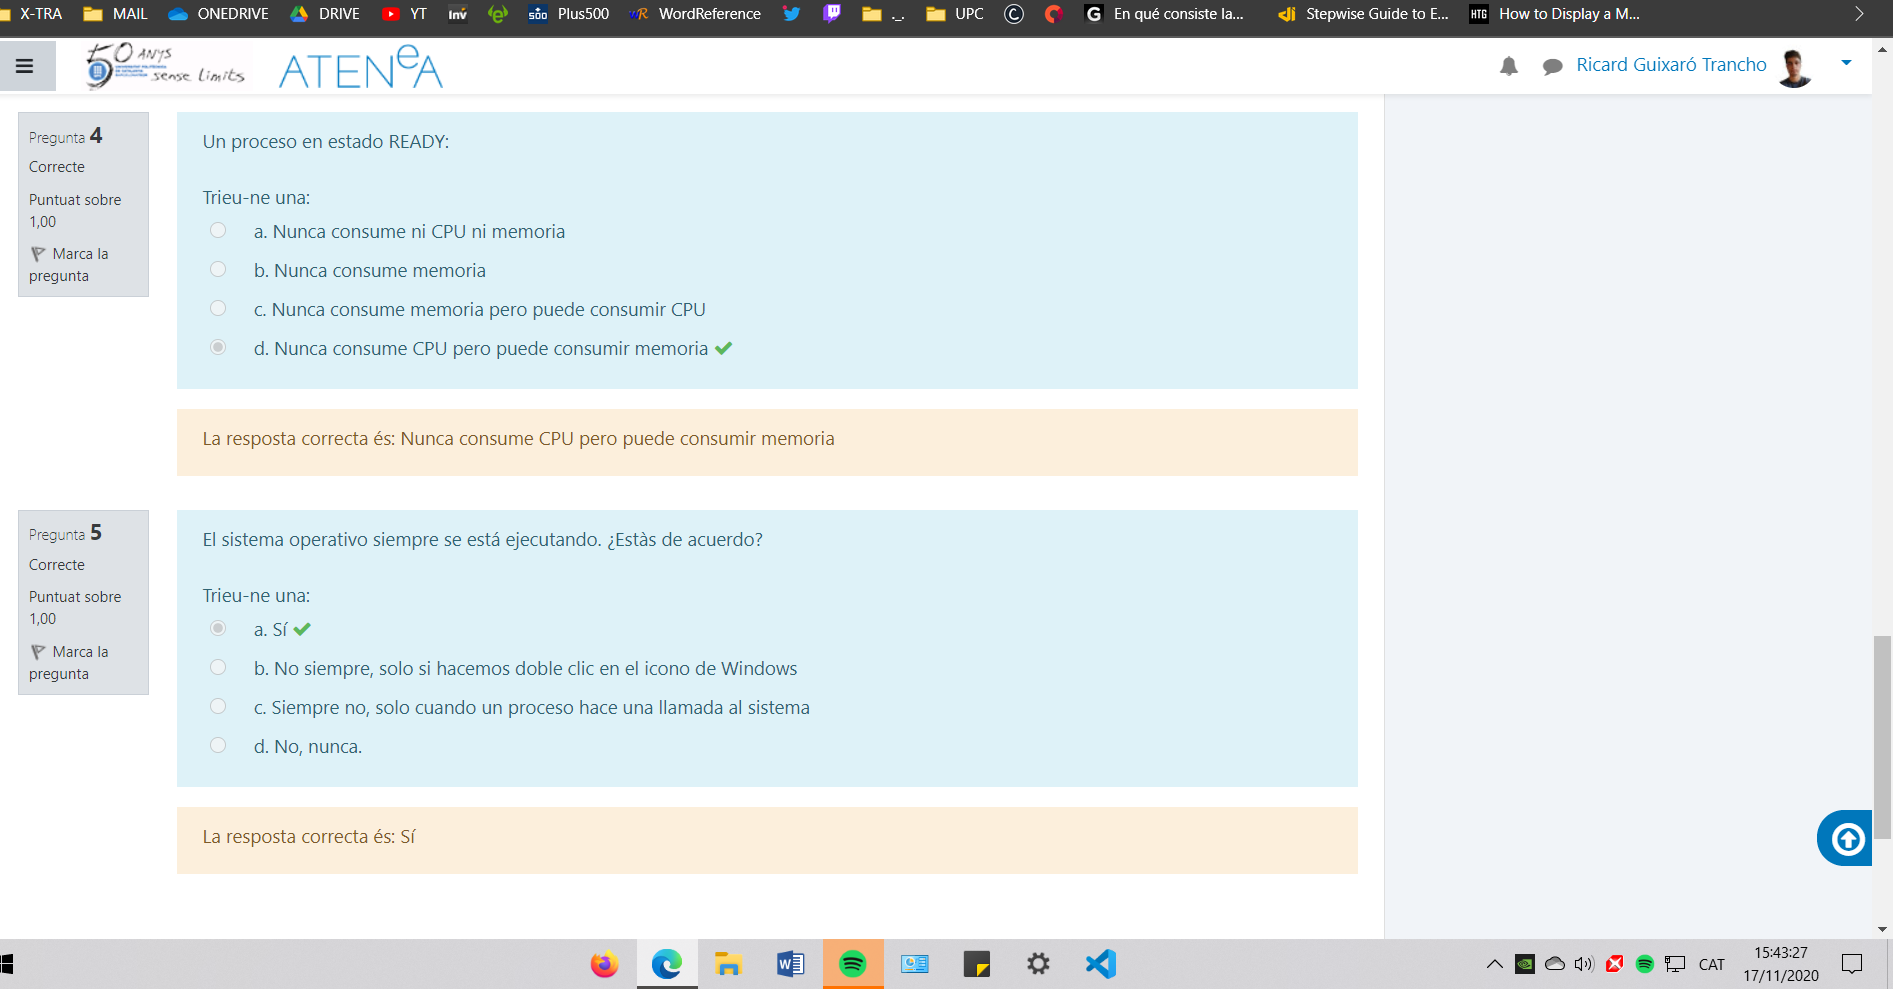 X-TRA MAIL ONEDRIVE DRIVE YT Inv Plus500 WordReference ._. UPC En qué consiste la... Stepwise Guide to E... HTG How to Display a M...
50 ANYS
sense límits
ATENeA
Ricard Guixaró Trancho
Pregunta 4
Correcte
Puntuat sobre
1,00
Marca la
pregunta
Un proceso en estado READY:
Trieu-ne una:
a. Nunca consume ni CPU ni memoria
b. Nunca consume memoria
c. Nunca consume memoria pero puede consumir CPU
d. Nunca consume CPU pero puede consumir memoria
La resposta correcta és: Nunca consume CPU pero puede consumir memoria
Pregunta 5
Correcte
Puntuat sobre
1,00
Marca la
pregunta
El sistema operativo siempre se está ejecutando. ¿Estàs de acuerdo?
Trieu-ne una:
a. Sí
b. No siempre, solo si hacemos doble clic en el icono de Windows
c. Siempre no, solo cuando un proceso hace una llamada al sistema
d. No, nunca.
La resposta correcta és: Sí
CAT
15:43:27
17/11/2020